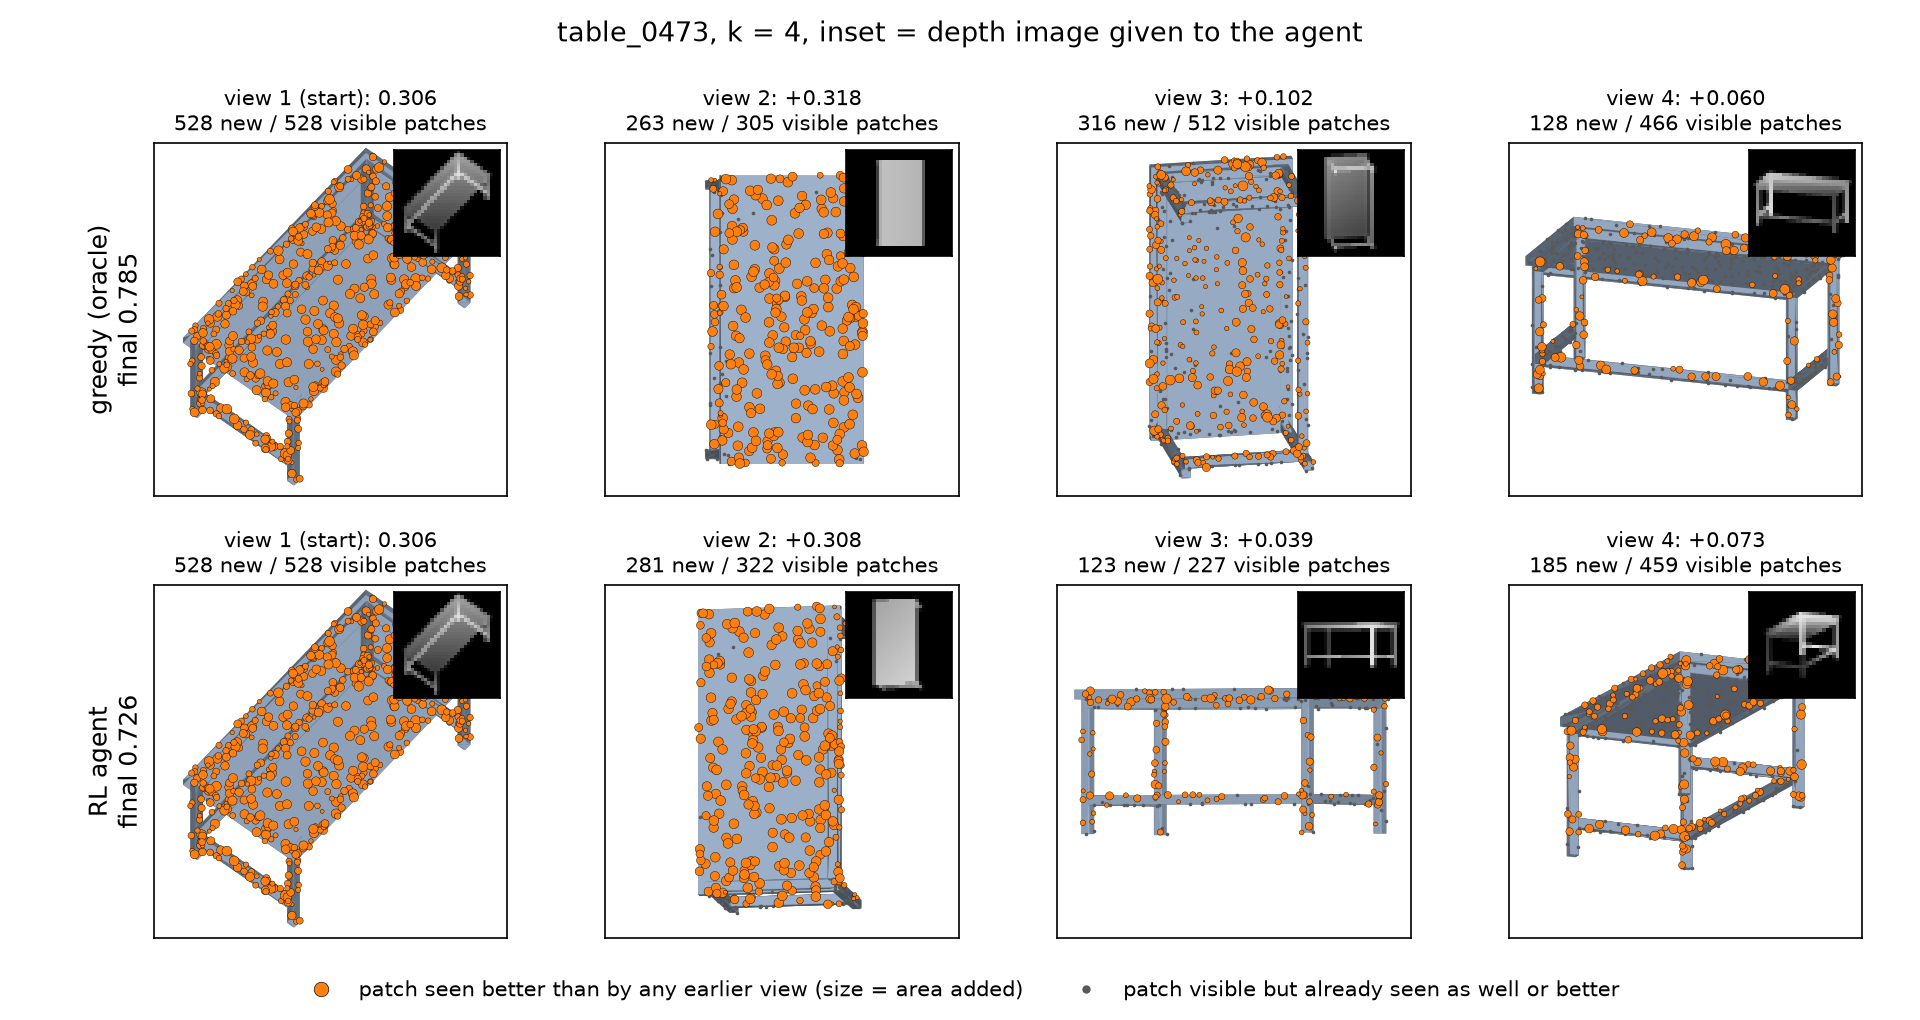 table_0473, k = 4, inset = depth image given to the agent
greedy (oracle)
final 0.785
view 1 (start): 0.306
528 new / 528 visible patches
view 2: +0.318
263 new / 305 visible patches
view 3: +0.102
316 new / 512 visible patches
view 4: +0.060
128 new / 466 visible patches
RL agent
final 0.726
view 1 (start): 0.306
528 new / 528 visible patches
view 2: +0.308
281 new / 322 visible patches
view 3: +0.039
123 new / 227 visible patches
view 4: +0.073
185 new / 459 visible patches
patch seen better than by any earlier view (size = area added)
patch visible but already seen as well or better